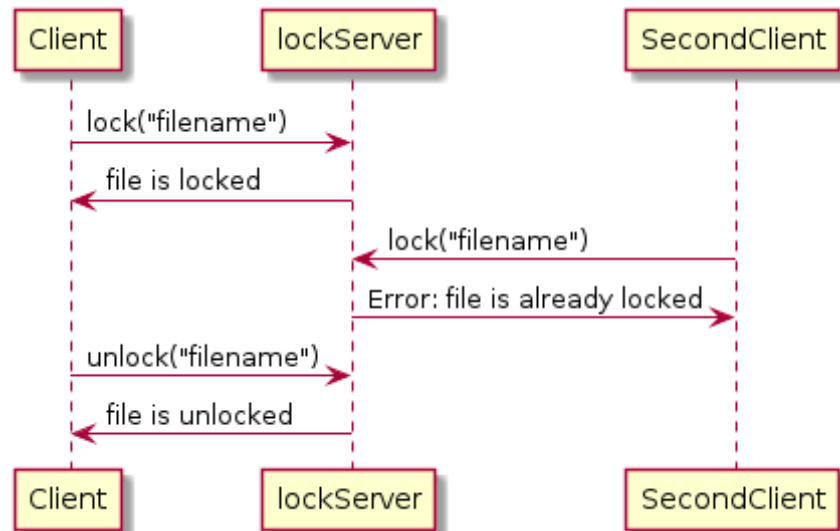 Client
lockServer
SecondClient
lock("filename")
file is locked
lock("filename")
Error: file is already locked
unlock("filename")
file is unlocked
Client
lockServer
SecondClient